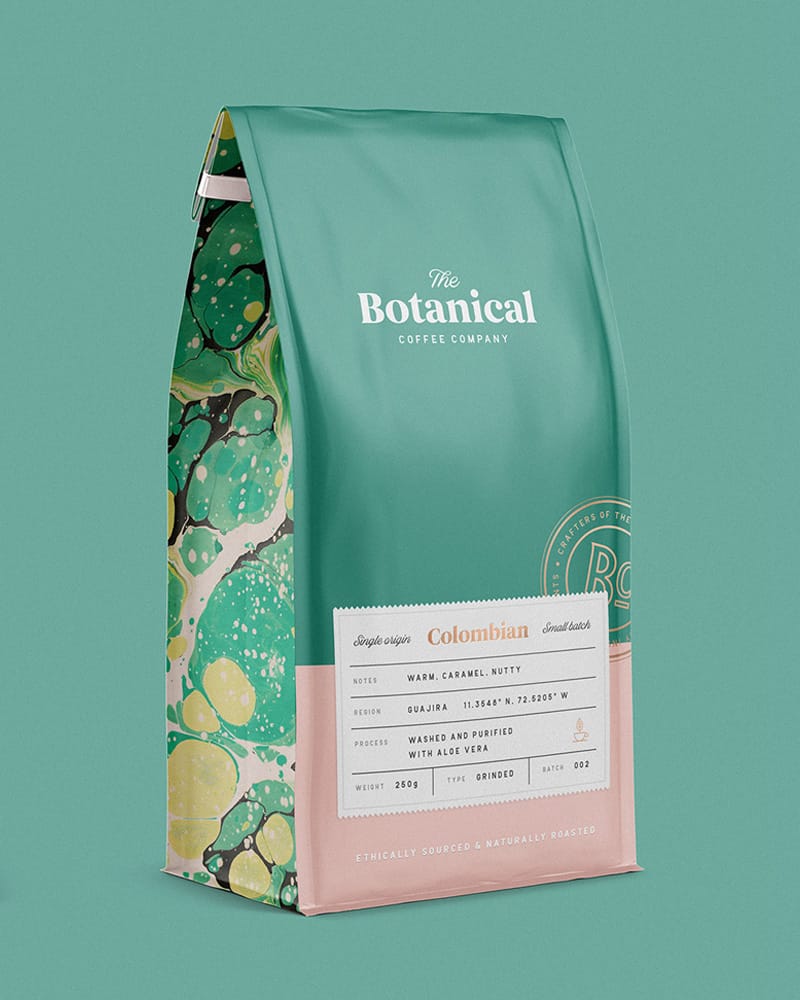 The
Botanical
COFFEE COMPANY
CRAFTERS OF THE
Bo
Single origin Colombian Small batch
NOTES WARM, CARAMEL, NUTTY
REGION GUAJIRA 11.3548° N, 72.5205° W
PROCESS WASHED AND PURIFIED
WITH ALOE VERA
WEIGHT 250g TYPE GRINDED BATCH 002
ETHICALLY SOURCED & NATURALLY ROASTED